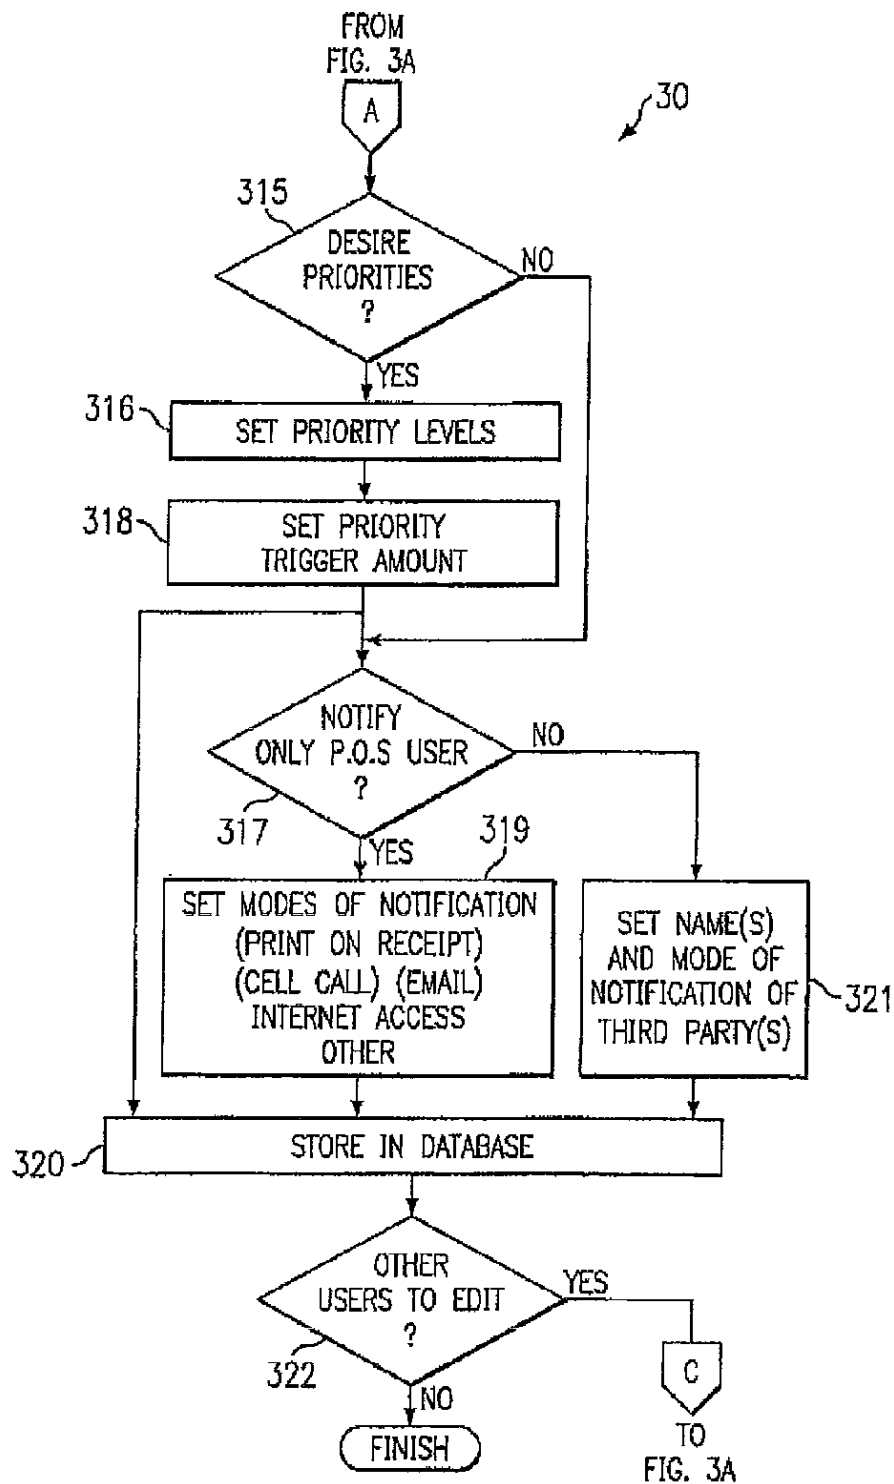 FROM
FIG. 3A
A
30
315
DESIRE
PRIORITIES
?
NO
YES
316
SET PRIORITY LEVELS
318
SET PRIORITY
TRIGGER AMOUNT
NOTIFY
ONLY P.O.S USER
?
NO
317
YES
319
SET MODES OF NOTIFICATION
(PRINT ON RECEIPT)
(CELL CALL) (EMAIL)
INTERNET ACCESS
OTHER
SET NAME(S)
AND MODE OF
NOTIFICATION OF
THIRD PARTY(S)
321
STORE IN DATABASE
320
OTHER
USERS TO EDIT
?
YES
322
NO
FINISH
C
TO
FIG. 3A